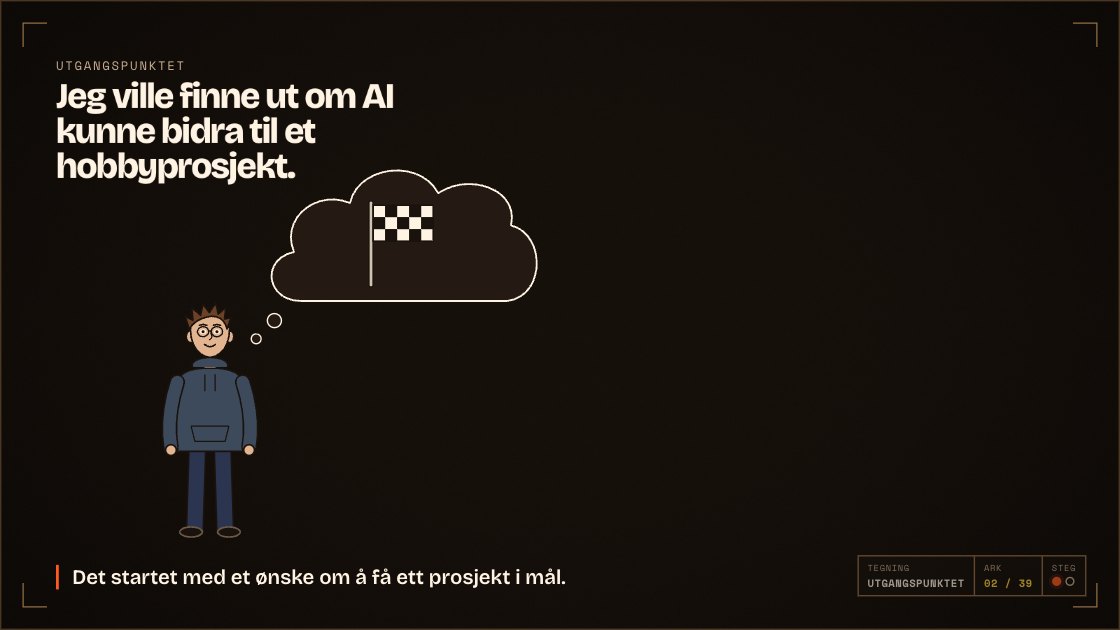 UTGANGSPUNKTET
Jeg ville finne ut om AI
kunne bidra til et
hobbyprosjekt.
Det startet med et ønske om å få ett prosjekt i mål.
TEGNING
UTGANGSPUNKTET
ARK
02 / 39
STEG